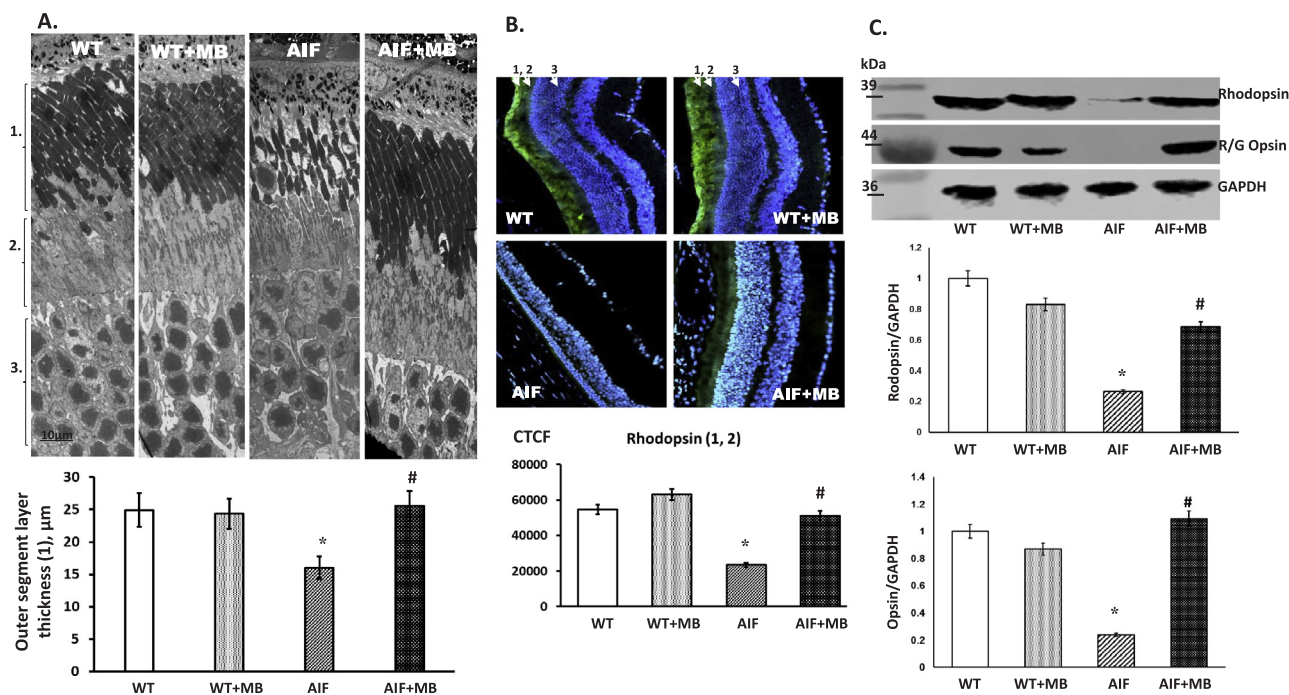 A.
WT
WT+MB
AIF
AIF+MB
1.
2.
3.
10µm
Outer segment layer
thickness (1), µm
30
25
20
15
10
5
0
*
#
WT
WT+MB
AIF
AIF+MB
B.
1, 2
3
1, 2
3
WT
WT+MB
AIF
AIF+MB
CTCF
Rhodopsin (1, 2)
80000
60000
40000
20000
0
*
#
WT
WT+MB
AIF
AIF+MB
C.
kDa
39
Rhodopsin
44
R/G Opsin
36
GAPDH
WT
WT+MB
AIF
AIF+MB
Rodopsin/GAPDH
1.2
1
0.8
0.6
0.4
0.2
0
*
#
WT
WT+MB
AIF
AIF+MB
Opsin/GAPDH
1.4
1.2
1
0.8
0.6
0.4
0.2
0
*
#
WT
WT+MB
AIF
AIF+MB